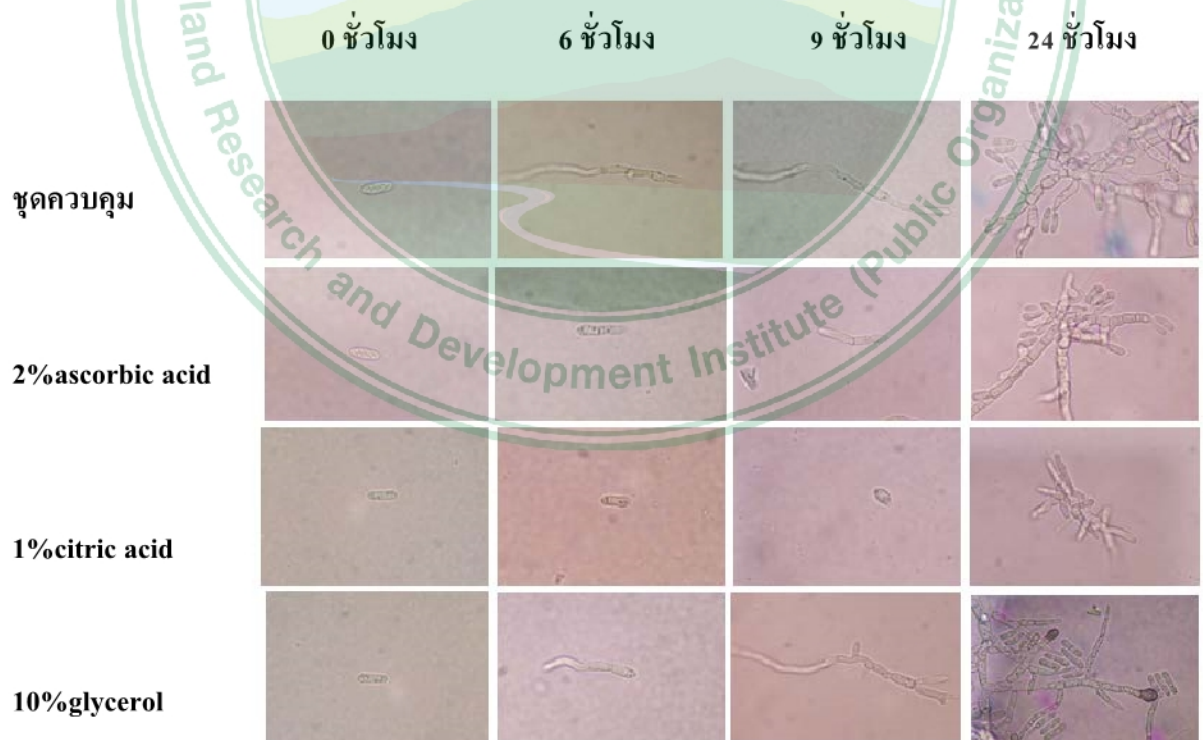 0 ชั่วโมง 6 ชั่วโมง 9 ชั่วโมง 24 ชั่วโมง
ชุดควบคุม
2%ascorbic acid
1%citric acid
10%glycerol
land Research and Development Institute (Public Organiza